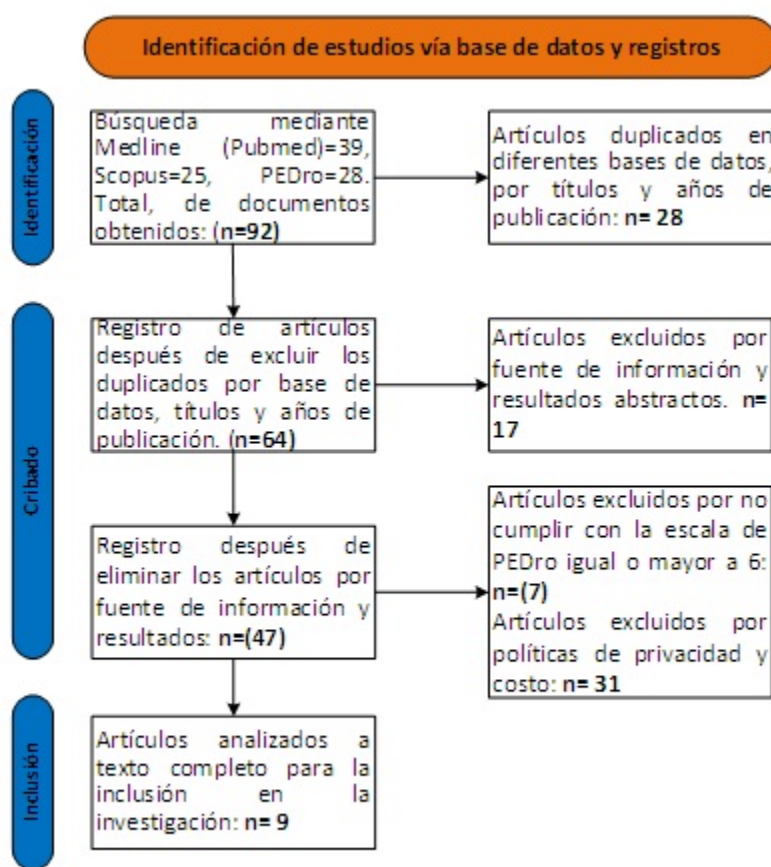 Identificación de estudios vía base de datos y registros
Identificación
Búsqueda mediante
Medline (Pubmed)=39,
Scopus=25, PEDro=28.
Total, de documentos
obtenidos: (n=92)
Artículos duplicados en
diferentes bases de datos,
por títulos y años de
publicación: n= 28
Cribado
Registro de artículos
después de excluir los
duplicados por base de
datos, títulos y años de
publicación. (n=64)
Artículos excluidos por
fuente de información y
resultados abstractos. n=
17
Registro después de
eliminar los artículos por
fuente de información y
resultados: n=(47)
Artículos excluidos por no
cumplir con la escala de
PEDro igual o mayor a 6:
n=(7)
Artículos excluidos por
políticas de privacidad y
costo: n= 31
Inclusión
Artículos analizados a
texto completo para la
inclusión en la
investigación: n= 9